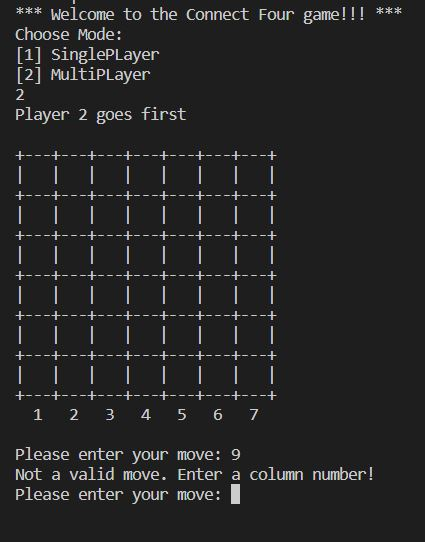 *** Welcome to the Connect Four game!!! ***
Choose Mode:
[1] SinglePLayer
[2] MultiPLayer
2
Player 2 goes first
+---+---+---+---+---+---+---+
|   |   |   |   |   |   |   |
+---+---+---+---+---+---+---+
|   |   |   |   |   |   |   |
+---+---+---+---+---+---+---+
|   |   |   |   |   |   |   |
+---+---+---+---+---+---+---+
|   |   |   |   |   |   |   |
+---+---+---+---+---+---+---+
|   |   |   |   |   |   |   |
+---+---+---+---+---+---+---+
|   |   |   |   |   |   |   |
+---+---+---+---+---+---+---+
1 2 3 4 5 6 7
Please enter your move: 9
Not a valid move. Enter a column number!
Please enter your move: